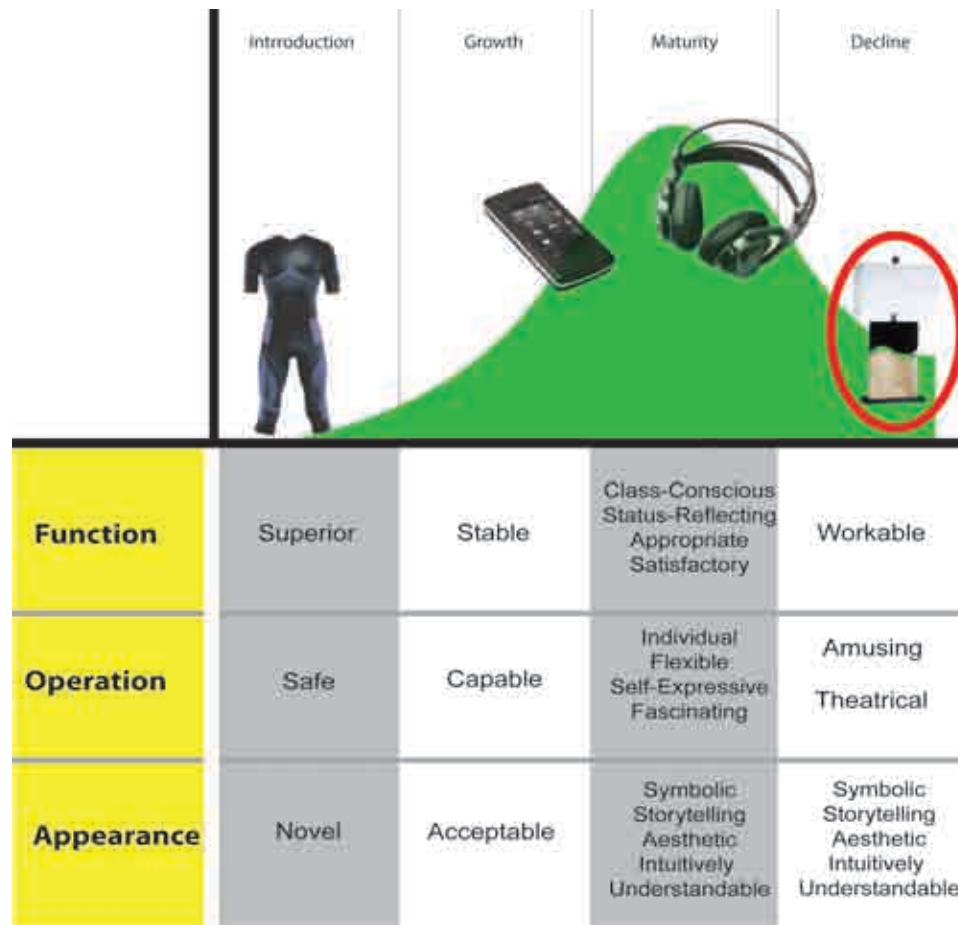 Intrroduction
Growth
Maturity
Decline
Function
Superior
Stable
Class-Conscious
Status-Reflecting
Appropriate
Satisfactory
Workable
Operation
Safe
Capable
Individual
Flexible
Self-Expressive
Fascinating
Amusing
Theatrical
Appearance
Novel
Acceptable
Symbolic
Storytelling
Aesthetic
Intuitively
Understandable
Symbolic
Storytelling
Aesthetic
Intuitively
Understandable